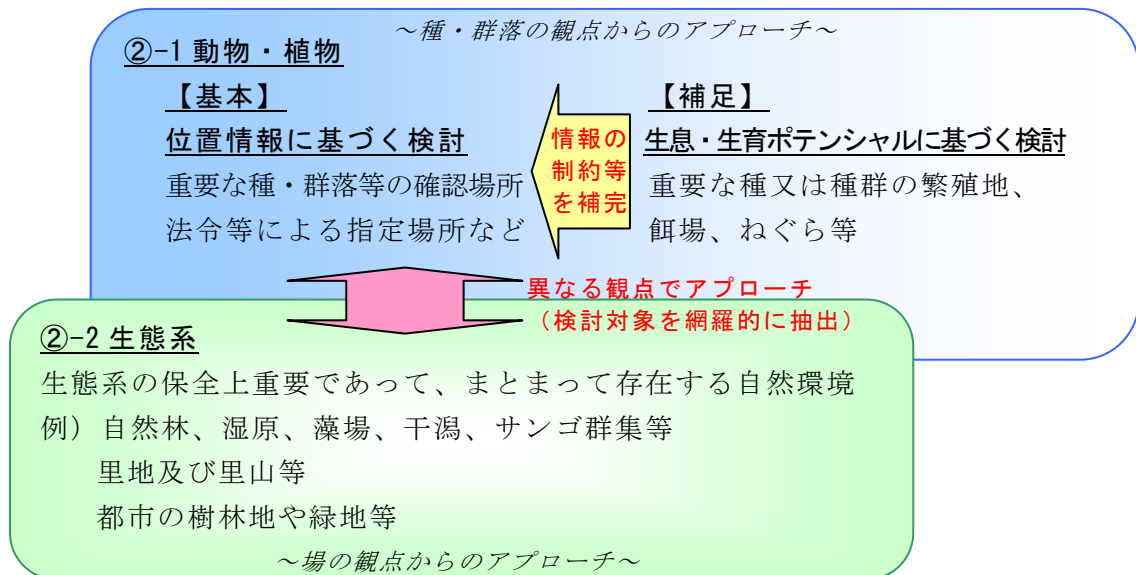 ~種・群落の観点からのアプローチ~
②-1 動物・植物
【基本】
位置情報に基づく検討
重要な種・群落等の確認場所
法令等による指定場所など
情報の
制約等
を補完
【補足】
生息・生育ポテンシャルに基づく検討
重要な種又は種群の繁殖地、
餌場、ねぐら等
異なる観点でアプローチ
（検討対象を網羅的に抽出）
②-2 生態系
生態系の保全上重要であって、まとまって存在する自然環境
例）自然林、湿原、藻場、干潟、サンゴ群集等
里地及び里山等
都市の樹林地や緑地等
~場の観点からのアプローチ~